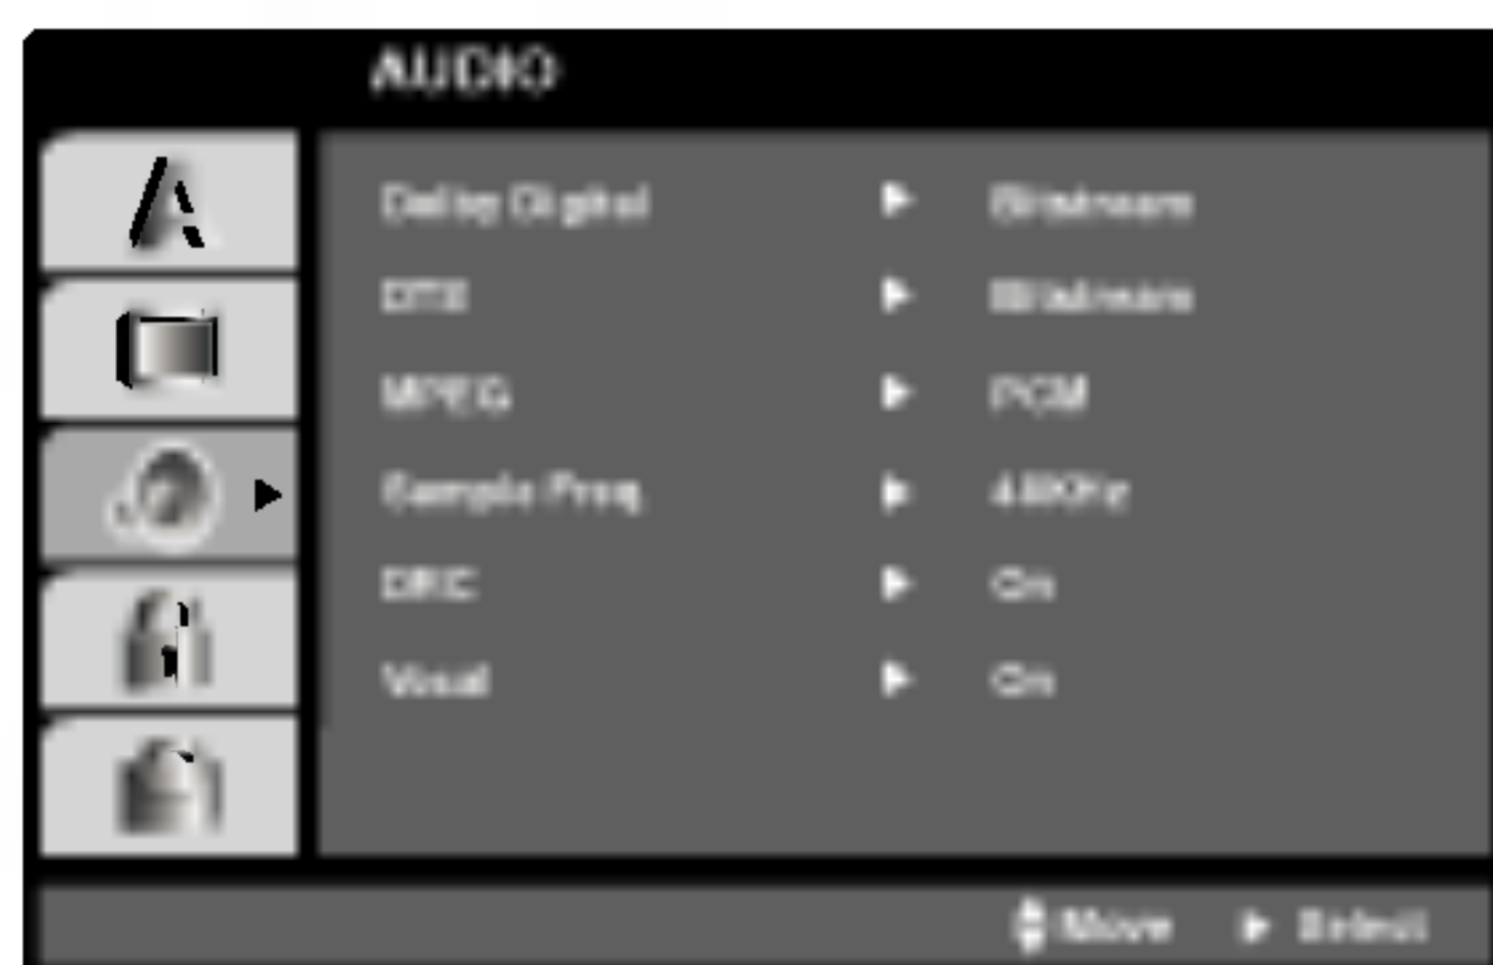 AUDIO
Dolby Digital ▶ Bitstream
DTS ▶ Bitstream
MPEG ▶ PCM
Sample Freq. ▶ 48KHz
DRC ▶ On
Vocal ▶ On
Move ▶ Select